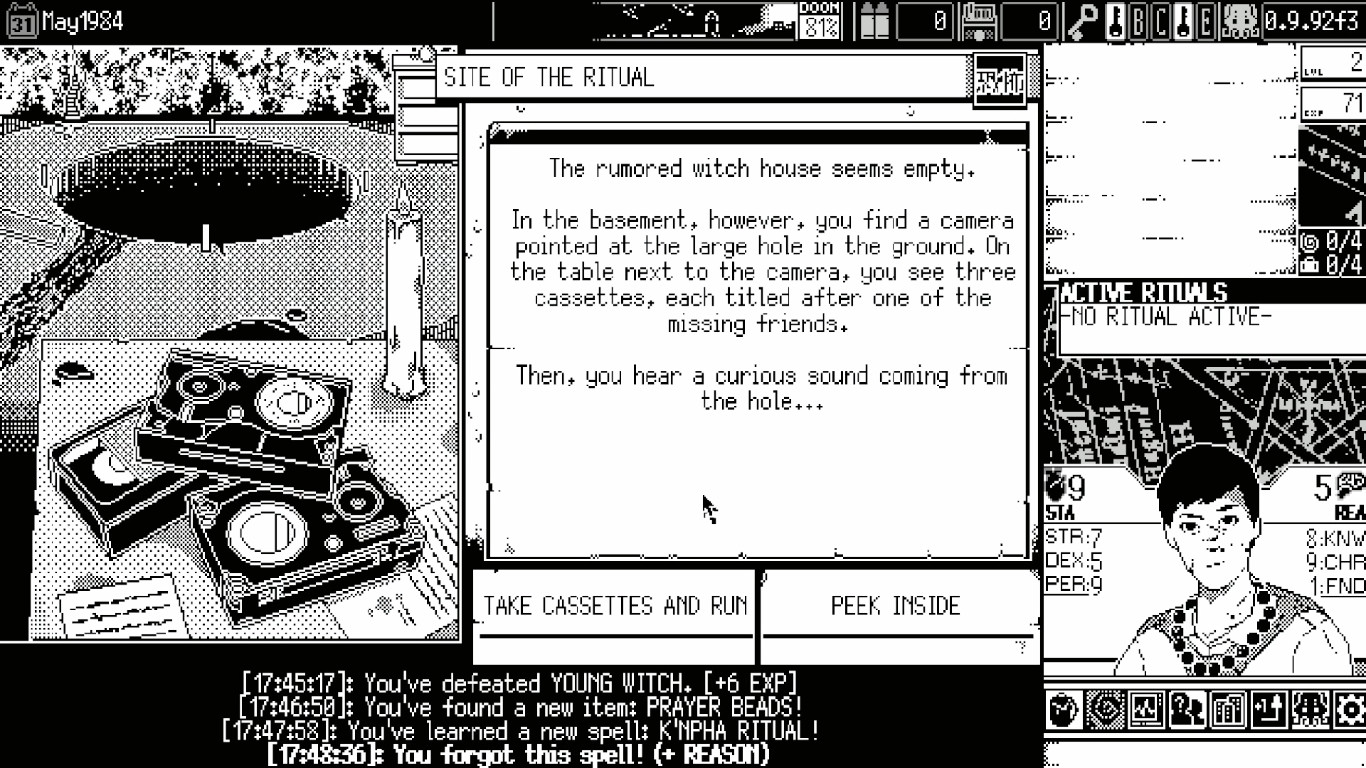 31 May1984
DOOM
81%
0
0
B C E
0.9.92f3
SITE OF THE RITUAL
LVL 2
EXP 71
The rumored witch house seems empty.
In the basement, however, you find a camera
pointed at the large hole in the ground. On
the table next to the camera, you see three
cassettes, each titled after one of the
missing friends.
Then, you hear a curious sound coming from
the hole...
0/4
0/4
ACTIVE RITUALS
-NO RITUAL ACTIVE-
9
STA
5
REA
STR:7
DEX:5
PER:9
8:KNW
9:CHR
1:FND
TAKE CASSETTES AND RUN
PEEK INSIDE
?
[17:45:17]: You've defeated YOUNG WITCH. [+6 EXP]
[17:46:50]: You've found a new item: PRAYER BEADS!
[17:47:58]: You've learned a new spell: K'NPHA RITUAL!
[17:48:36]: You forgot this spell! (+ REASON)